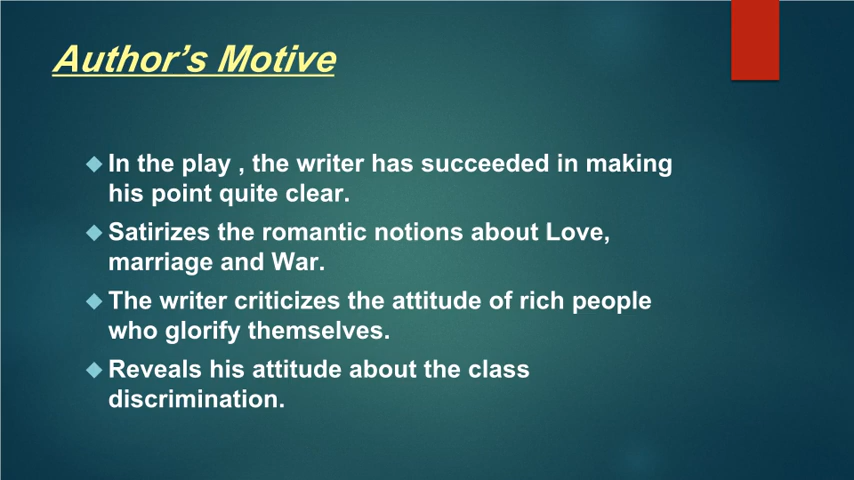 Author’s Motive
In the play , the writer has succeeded in making
his point quite clear.
Satirizes the romantic notions about Love,
marriage and War.
The writer criticizes the attitude of rich people
who glorify themselves.
Reveals his attitude about the class
discrimination.